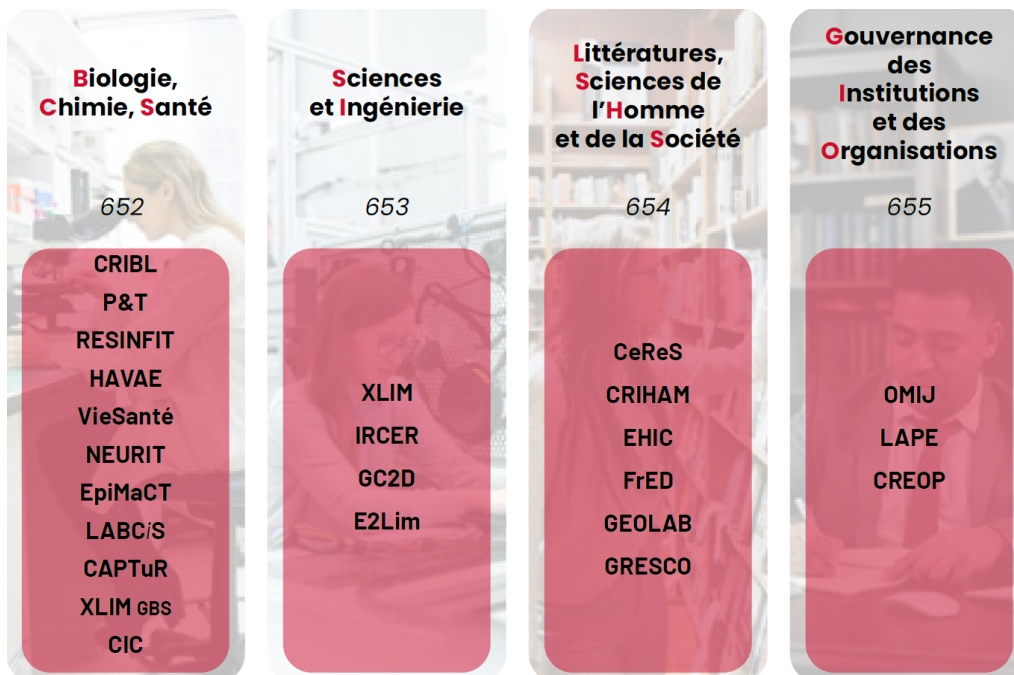 Biologie,
Chimie, Santé
652
CRIBL
P&T
RESINFIT
HAVAE
VieSanté
NEURIT
EpiMaCT
LABCiS
CAPTuR
XLIM GBS
CIC
Sciences
et Ingénierie
653
XLIM
IRCER
GC2D
E2Lim
Littératures,
Sciences de
l’Homme
et de la Société
654
CeReS
CRIHAM
EHIC
FrED
GEOLAB
GRESCO
Gouvernance
des
Institutions
et des
Organisations
655
OMIJ
LAPE
CREOP